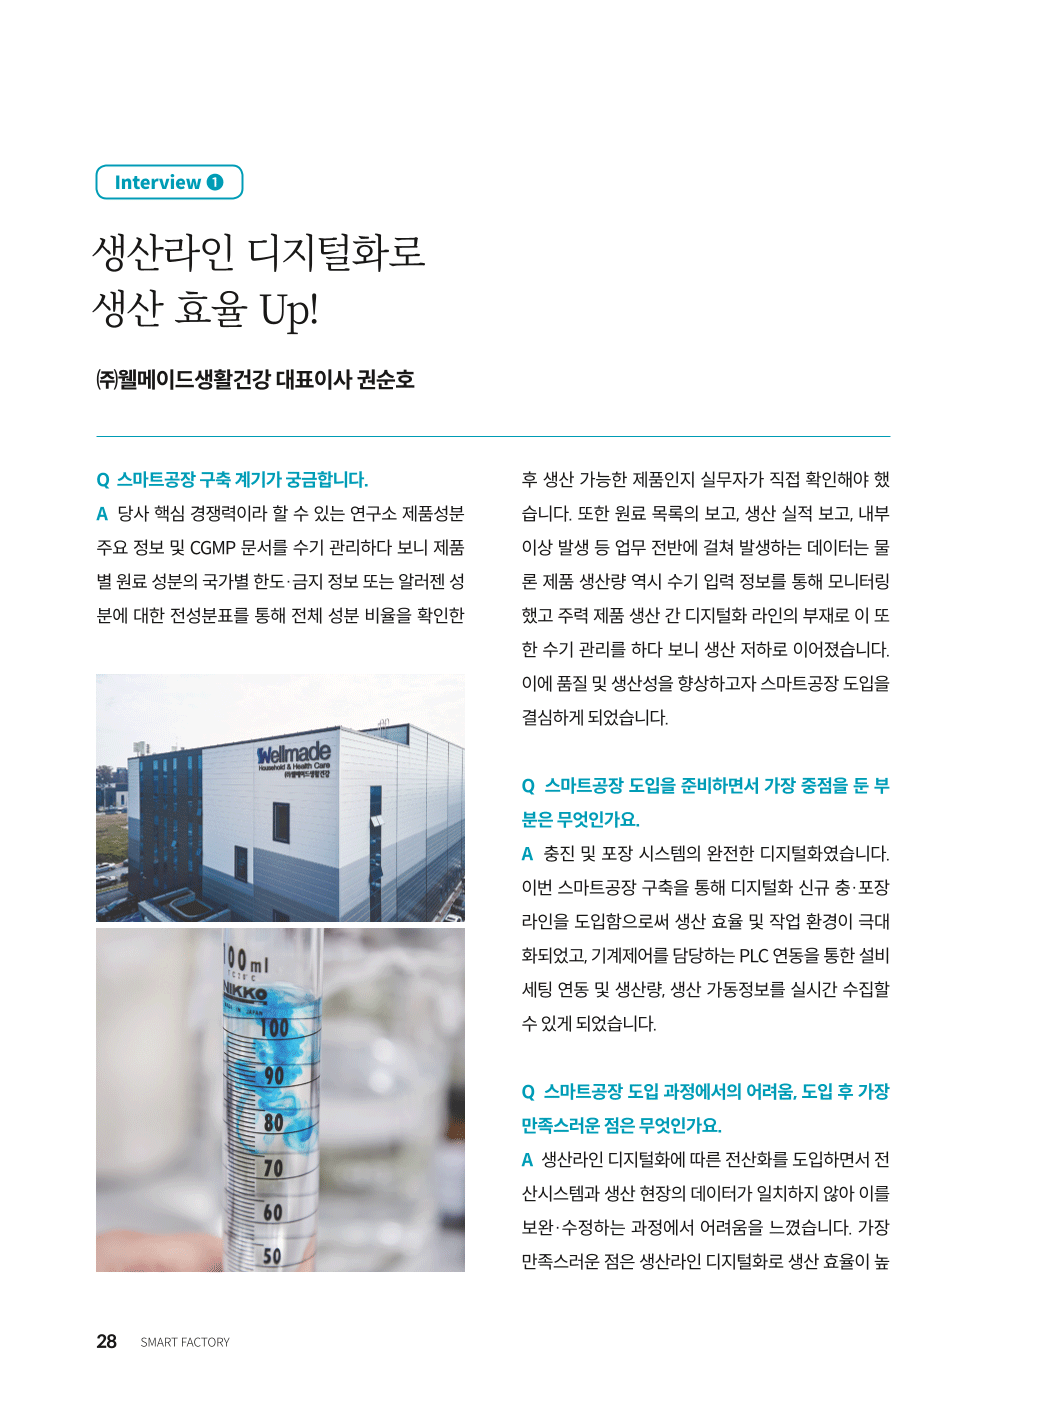 Interview ❶
생산라인 디지털화로
생산 효율 Up!
㈜웰메이드생활건강 대표이사 권순호
Q 스마트공장 구축 계기가 궁금합니다.
A 당사 핵심 경쟁력이라 할 수 있는 연구소 제품성분
주요 정보 및 CGMP 문서를 수기 관리하다 보니 제품
별 원료 성분의 국가별 한도·금지 정보 또는 알러젠 성
분에 대한 전성분표를 통해 전체 성분 비율을 확인한
Wellmade
Household & Health Care
㈜웰메이드생활건강
100ml
NIKKO
MADE IN JAPAN
100
90
80
70
60
50
후 생산 가능한 제품인지 실무자가 직접 확인해야 했
습니다. 또한 원료 목록의 보고, 생산 실적 보고, 내부
이상 발생 등 업무 전반에 걸쳐 발생하는 데이터는 물
론 제품 생산량 역시 수기 입력 정보를 통해 모니터링
했고 주력 제품 생산 간 디지털화 라인의 부재로 이 또
한 수기 관리를 하다 보니 생산 저하로 이어졌습니다.
이에 품질 및 생산성을 향상하고자 스마트공장 도입을
결심하게 되었습니다.
Q 스마트공장 도입을 준비하면서 가장 중점을 둔 부
분은 무엇인가요.
A 충진 및 포장 시스템의 완전한 디지털화였습니다.
이번 스마트공장 구축을 통해 디지털화 신규 충·포장
라인을 도입함으로써 생산 효율 및 작업 환경이 극대
화되었고, 기계제어를 담당하는 PLC 연동을 통한 설비
세팅 연동 및 생산량, 생산 가동정보를 실시간 수집할
수 있게 되었습니다.
Q 스마트공장 도입 과정에서의 어려움, 도입 후 가장
만족스러운 점은 무엇인가요.
A 생산라인 디지털화에 따른 전산화를 도입하면서 전
산시스템과 생산 현장의 데이터가 일치하지 않아 이를
보완·수정하는 과정에서 어려움을 느꼈습니다. 가장
만족스러운 점은 생산라인 디지털화로 생산 효율이 높
28 SMART FACTORY